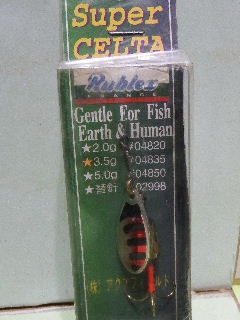 Super
CELTA
Rublex
FRANCE
Gentle For Fish
Earth & Human
★2.0g #04820
★3.5g #04835
★5.0g #04850
★替針 #02998